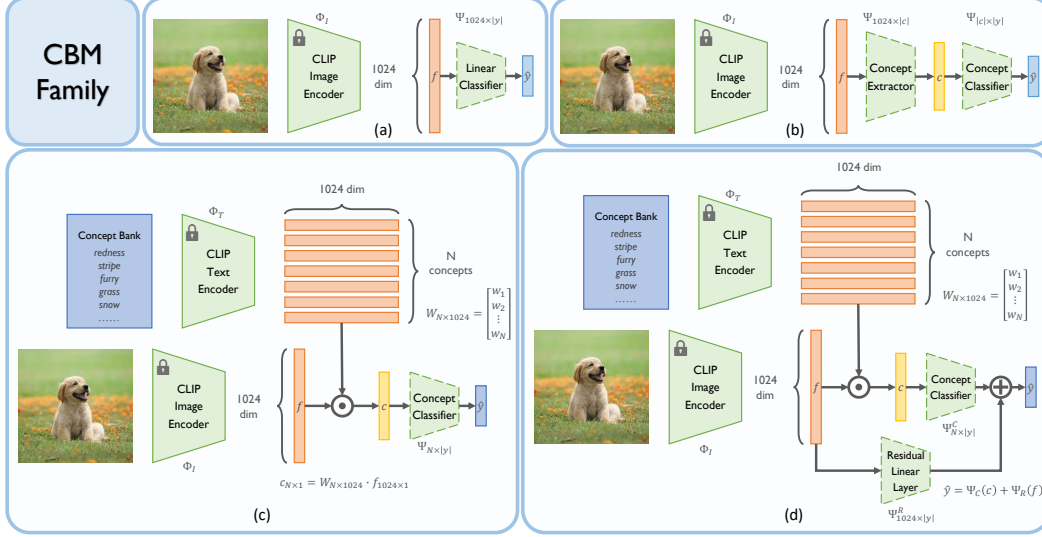 CBM
Family
Φ_I
CLIP
Image
Encoder
1024
dim
f
Ψ_{1024×|y|}
Linear
Classifier
ŷ
(a)
Φ_I
CLIP
Image
Encoder
1024
dim
f
Ψ_{1024×|c|}
Concept
Extractor
c
Ψ_{|c|×|y|}
Concept
Classifier
ŷ
(b)
1024 dim
Concept Bank
redness
stripe
furry
grass
snow
......
Φ_T
CLIP
Text
Encoder
N
concepts
W_{N×1024} = [w_1 w_2 ⋮ w_N]
CLIP
Image
Encoder
Φ_I
1024
dim
f
c
Concept
Classifier
Ψ_{N×|y|}
ŷ
c_{N×1} = W_{N×1024} · f_{1024×1}
(c)
1024 dim
Concept Bank
redness
stripe
furry
grass
snow
......
Φ_T
CLIP
Text
Encoder
N
concepts
W_{N×1024} = [w_1 w_2 ⋮ w_N]
CLIP
Image
Encoder
Φ_I
1024
dim
f
c
Concept
Classifier
Ψ^C_{N×|y|}
ŷ
Residual
Linear
Layer
Ψ^R_{1024×|y|}
ŷ = Ψ_C(c) + Ψ_R(f)
(d)